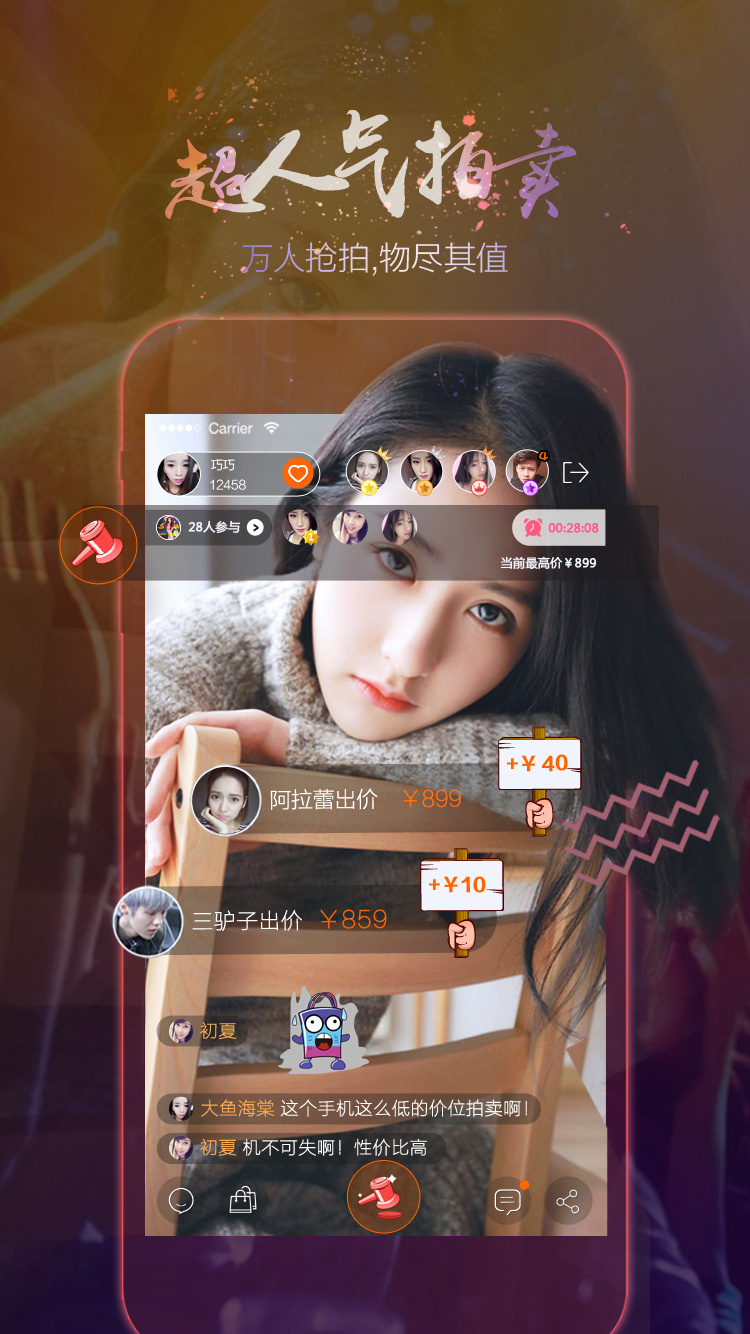 超人气拍卖
万人抢拍,物尽其值
Carrier
巧巧
12458
28人参与
00:28:08
当前最高价￥899
+￥40
阿拉蕾出价 ￥899
+￥10
三驴子出价 ￥859
初夏
大鱼海棠 这个手机这么低的价位拍卖啊！
初夏 机不可失啊！性价比高